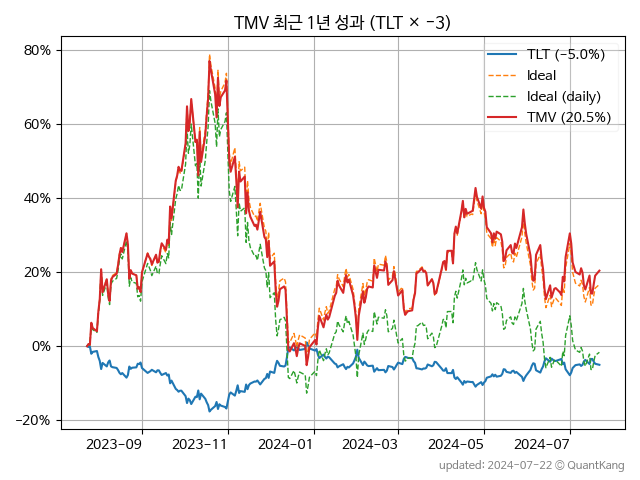 TMV 최근 1년 성과 (TLT × −3)
80%
60%
40%
20%
0%
−20%
TLT (−5.0%)
Ideal
Ideal (daily)
TMV (20.5%)
2023-09 2023-11 2024-01 2024-03 2024-05 2024-07
updated: 2024-07-22 © QuantKang